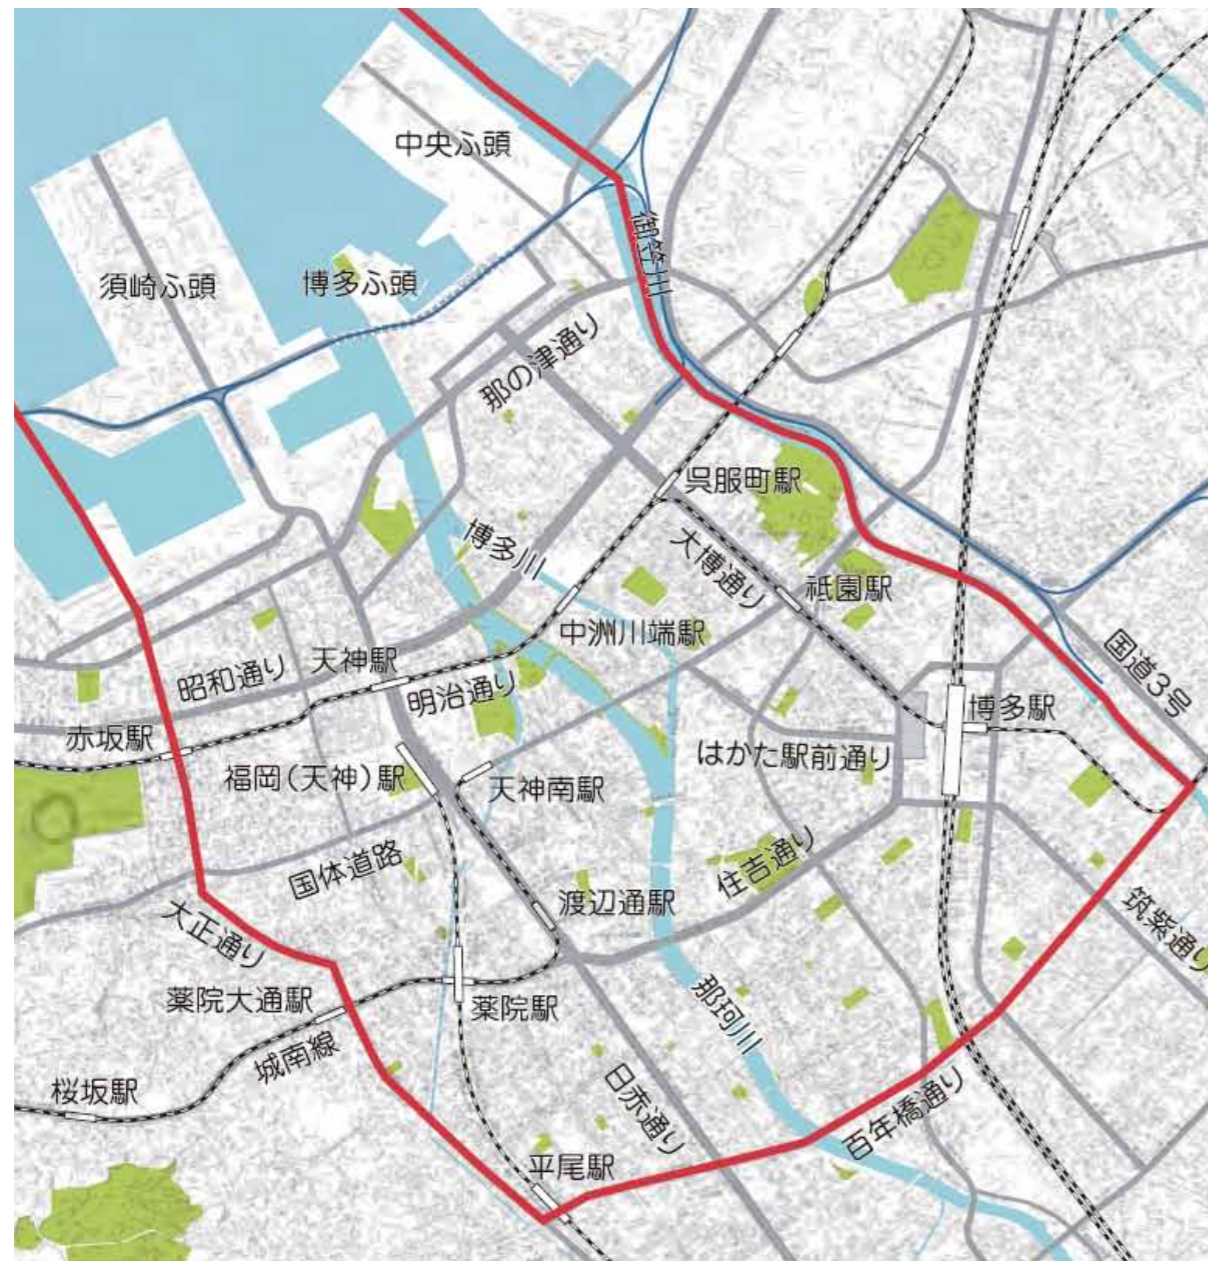 中央ふ頭
御笠川
須崎ふ頭
博多ふ頭
那の津通り
呉服町駅
博多川
大博通り
祇園駅
中洲川端駅
国道3号
天神駅
昭和通り
明治通り
博多駅
赤坂駅
はかた駅前通り
福岡(天神)駅
天神南駅
住吉通り
国体道路
渡辺通駅
筑紫通り
大正通り
薬院大通駅
薬院駅
那珂川
城南線
桜坂駅
日赤通り
百年橋通り
平尾駅